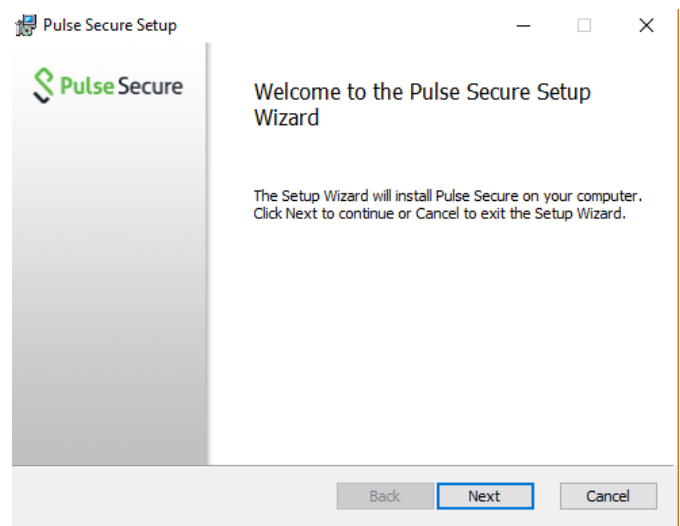 Pulse Secure Setup
Pulse Secure
Welcome to the Pulse Secure Setup
Wizard
The Setup Wizard will install Pulse Secure on your computer.
Click Next to continue or Cancel to exit the Setup Wizard.
Back Next Cancel